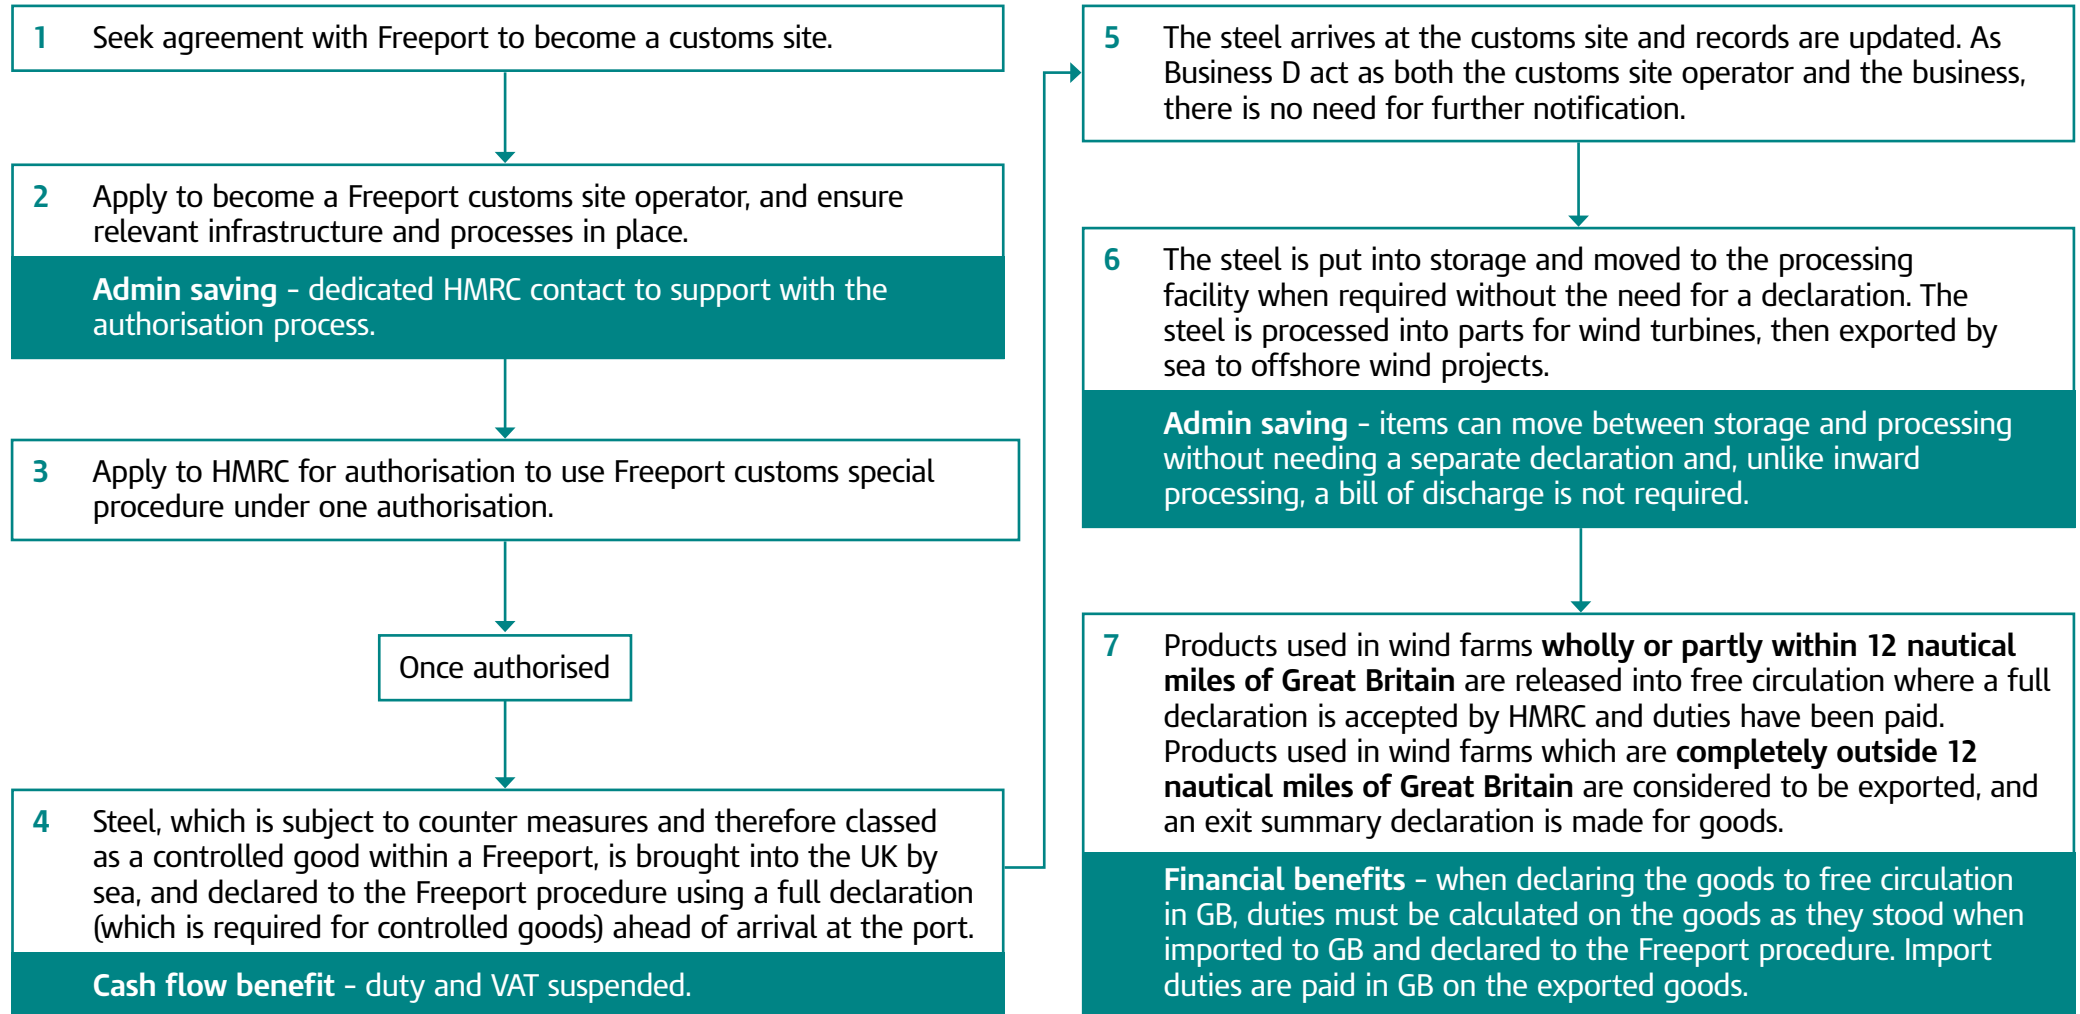 1 Seek agreement with Freeport to become a customs site.
2 Apply to become a Freeport customs site operator, and ensure
relevant infrastructure and processes in place.
Admin saving – dedicated HMRC contact to support with the
authorisation process.
3 Apply to HMRC for authorisation to use Freeport customs special
procedure under one authorisation.
Once authorised
4 Steel, which is subject to counter measures and therefore classed
as a controlled good within a Freeport, is brought into the UK by
sea, and declared to the Freeport procedure using a full declaration
(which is required for controlled goods) ahead of arrival at the port.
Cash flow benefit – duty and VAT suspended.
5 The steel arrives at the customs site and records are updated. As
Business D act as both the customs site operator and the business,
there is no need for further notification.
6 The steel is put into storage and moved to the processing
facility when required without the need for a declaration. The
steel is processed into parts for wind turbines, then exported by
sea to offshore wind projects.
Admin saving – items can move between storage and processing
without needing a separate declaration and, unlike inward
processing, a bill of discharge is not required.
7 Products used in wind farms wholly or partly within 12 nautical
miles of Great Britain are released into free circulation where a full
declaration is accepted by HMRC and duties have been paid.
Products used in wind farms which are completely outside 12
nautical miles of Great Britain are considered to be exported, and
an exit summary declaration is made for goods.
Financial benefits – when declaring the goods to free circulation
in GB, duties must be calculated on the goods as they stood when
imported to GB and declared to the Freeport procedure. Import
duties are paid in GB on the exported goods.